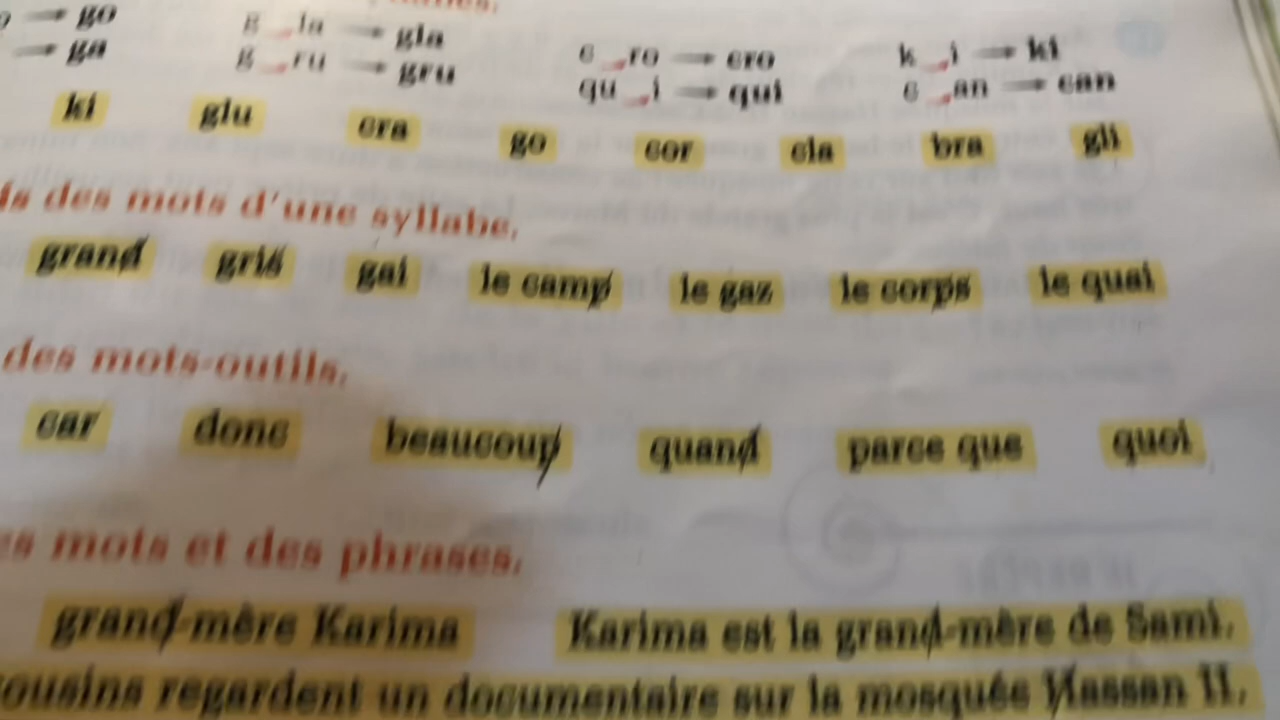 → go g _ la → gla
→ ga g _ ru → gru c _ ro → cro k _ i → ki
qu _ i → qui c _ an → can
ki glu cra go cor cla bra gli
des mots d'une syllabe.
grand gris gai le camp le gaz le corps le quai
des mots-outils.
car donc beaucoup quand parce que quoi
mots et des phrases.
grand-mère Karima Karima est la grand-mère de Sami.
cousins regardent un documentaire sur la mosquée Hassan II.